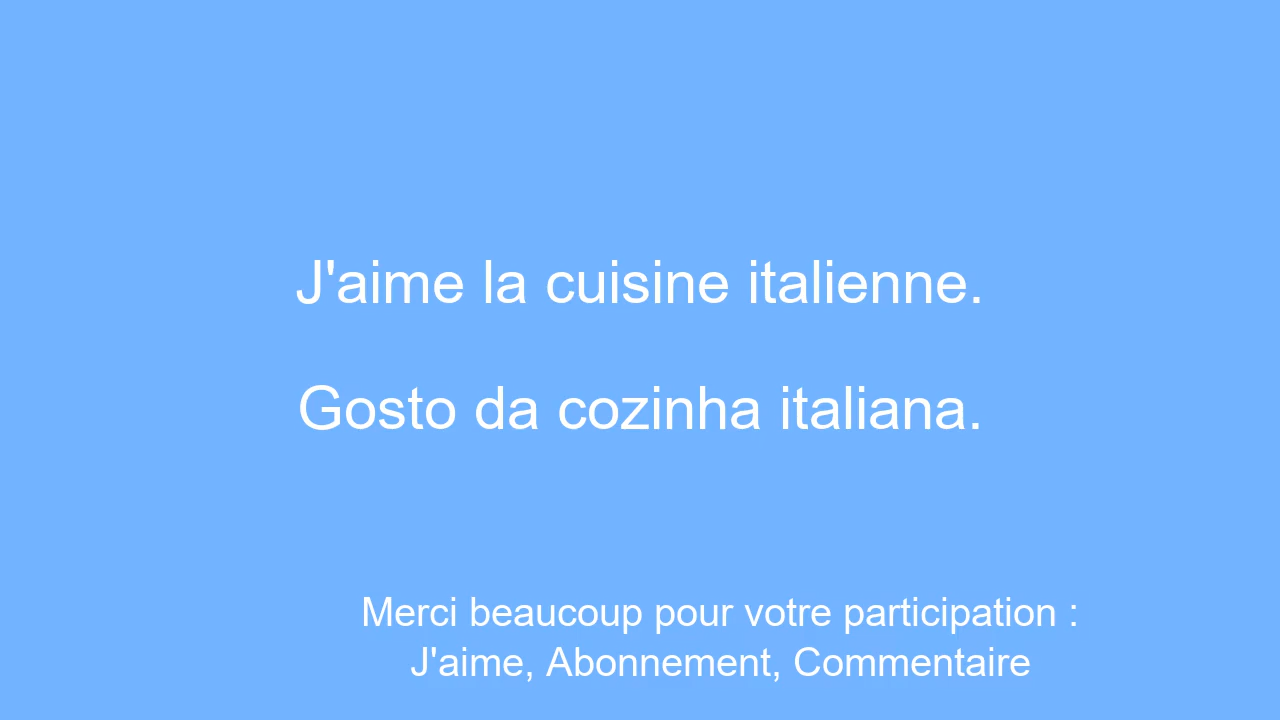 J'aime la cuisine italienne.
Gosto da cozinha italiana.
Merci beaucoup pour votre participation :
J'aime, Abonnement, Commentaire